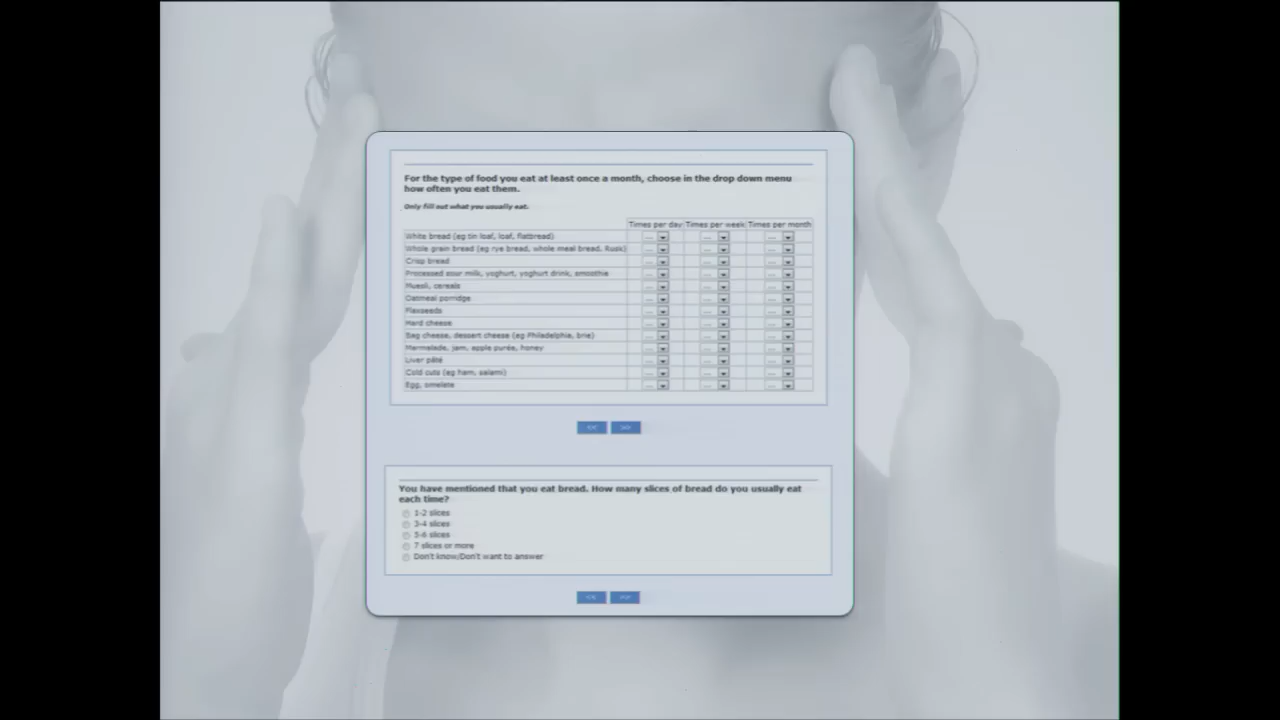 For the type of food you eat at least once a month, choose in the drop down menu
how often you eat them.
Only fill out what you usually eat.
Times per day Times per week Times per month
White bread (eg tin loaf, loaf, flatbread) ... ... ...
Whole grain bread (eg rye bread, whole meal bread, Rusk) ... ... ...
Crisp bread ... ... ...
Processed sour milk, yoghurt, yoghurt drink, smoothie ... ... ...
Muesli, cereals ... ... ...
Oatmeal porridge ... ... ...
Flaxseeds ... ... ...
Hard cheese ... ... ...
cheese, dessert cheese (eg Philadelphia, brie) ... ... ...
Marmelade, jam, apple purée, honey ... ... ...
Liver pâté ... ... ...
Cold cuts (eg ham, salami) ... ... ...
Egg, omelete ... ... ...
<< >>
You have mentioned that you eat bread. How many slices of bread do you usually eat
each time?
1-2 slices
3-4 slices
5-6 slices
7 slices or more
Don't know/Don't want to answer
<< >>